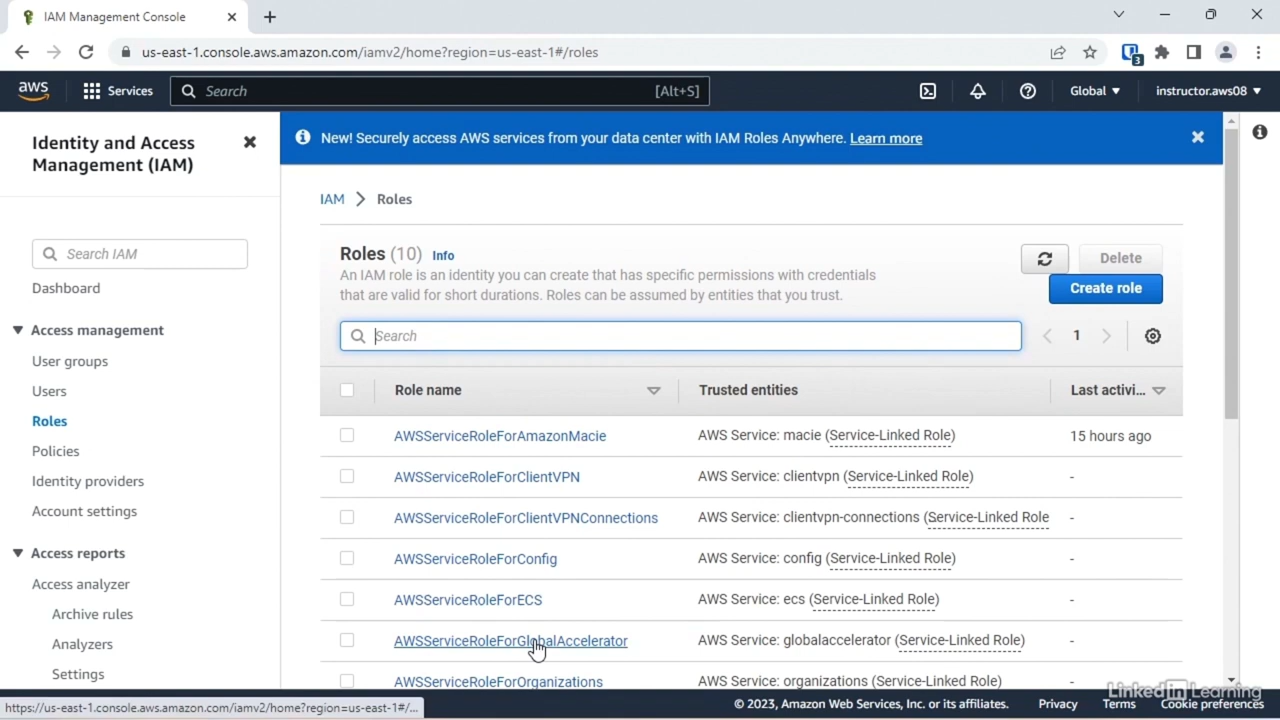 IAM Management Console
us-east-1.console.aws.amazon.com/iamv2/home?region=us-east-1#/roles
3
aws
Services
Search
[Alt+S]
Global
instructor.aws08
Identity and Access
Management (IAM)
Search IAM
Dashboard
Access management
User groups
Users
Roles
Policies
Identity providers
Account settings
Access reports
Access analyzer
Archive rules
Analyzers
Settings
New! Securely access AWS services from your data center with IAM Roles Anywhere. Learn more
IAM > Roles
Roles (10) Info
An IAM role is an identity you can create that has specific permissions with credentials
that are valid for short durations. Roles can be assumed by entities that you trust.
Delete
Create role
Search
1
Role name Trusted entities Last activi...
AWSServiceRoleForAmazonMacie AWS Service: macie (Service-Linked Role) 15 hours ago
AWSServiceRoleForClientVPN AWS Service: clientvpn (Service-Linked Role) -
AWSServiceRoleForClientVPNConnections AWS Service: clientvpn-connections (Service-Linked Role -
AWSServiceRoleForConfig AWS Service: config (Service-Linked Role) -
AWSServiceRoleForECS AWS Service: ecs (Service-Linked Role) -
AWSServiceRoleForGlobalAccelerator AWS Service: globalaccelerator (Service-Linked Role) -
AWSServiceRoleForOrganizations AWS Service: organizations (Service-Linked Role) -
https://us-east-1.console.aws.amazon.com/iamv2/home?region=us-east-1#/...
© 2023, Amazon Web Services, Inc. or its affiliates. Privacy Terms Cookie preferences
LinkedIn Learning